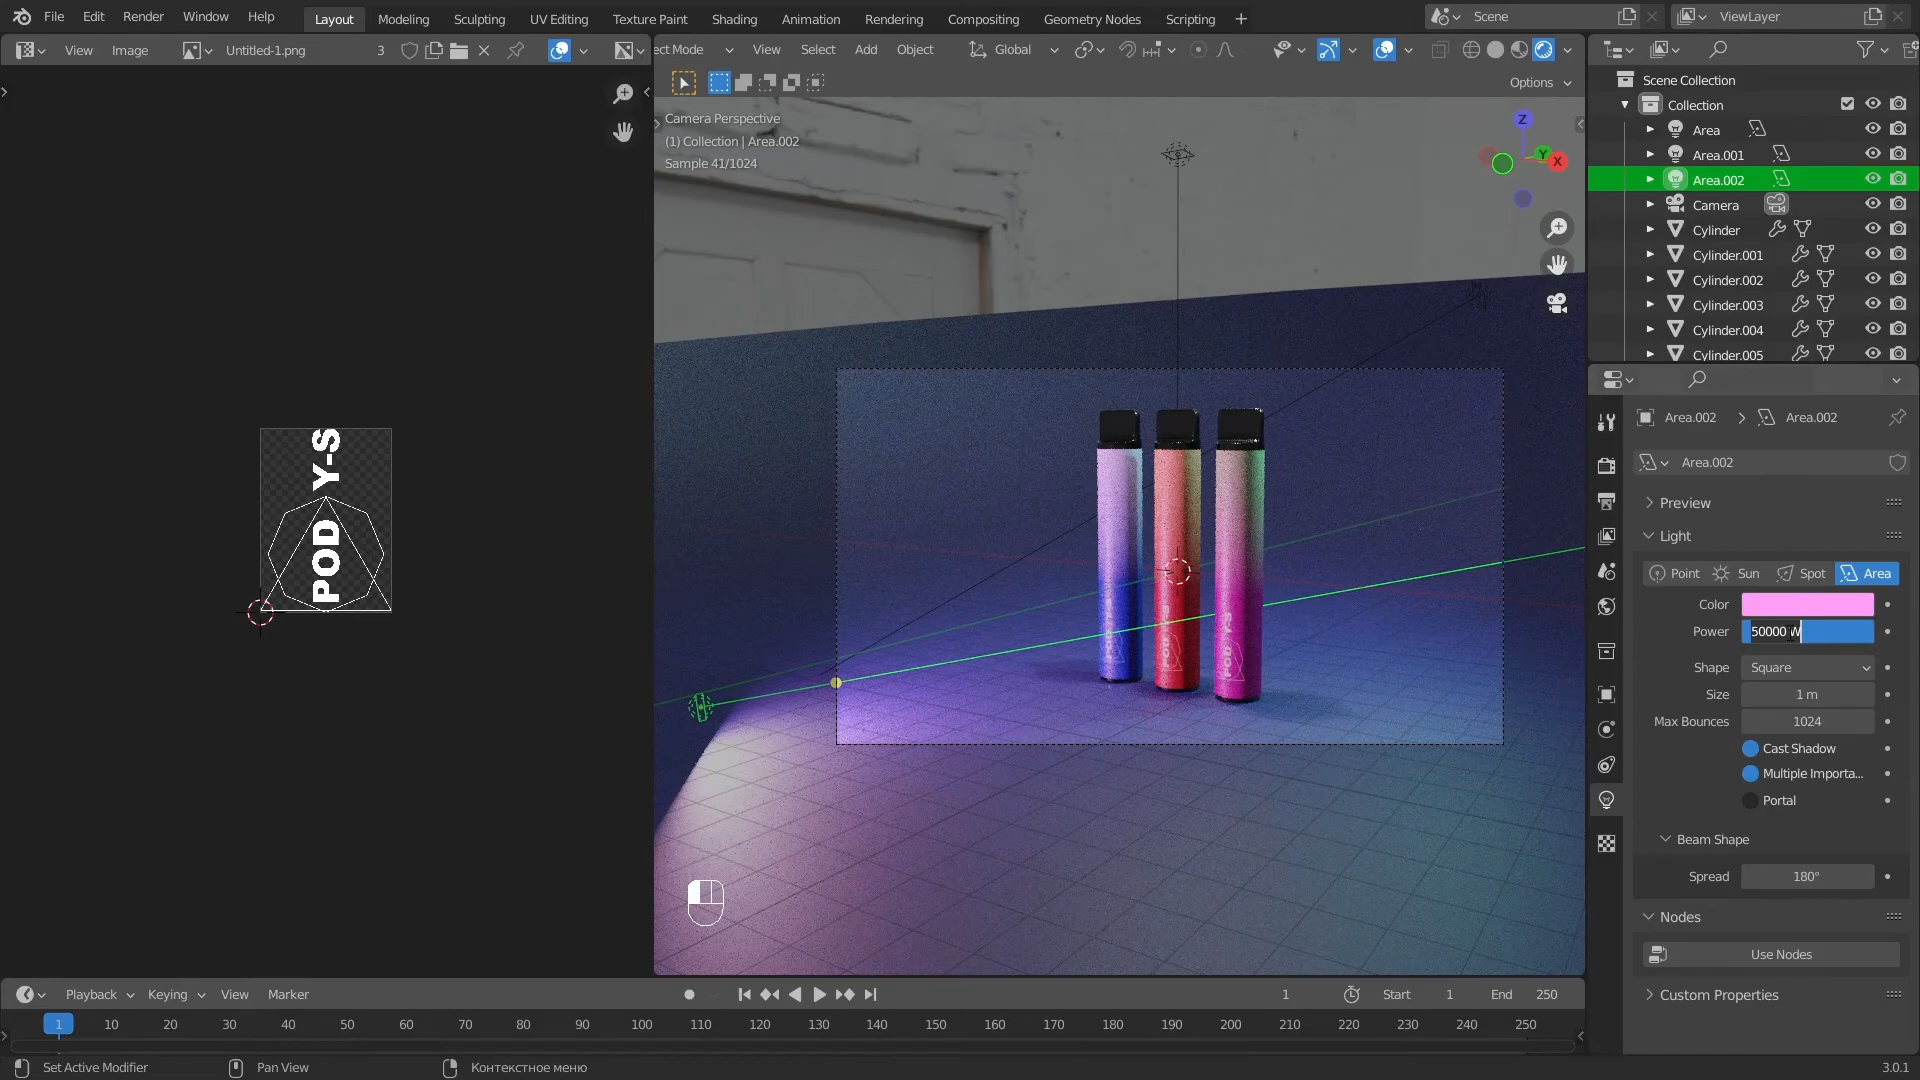 File Edit Render Window Help Layout Modeling Sculpting UV Editing Texture Paint Shading Animation Rendering Compositing Geometry Nodes Scripting + Scene ViewLayer
View Image Untitled-1.png 3
ect Mode View Select Add Object Global
Options
Camera Perspective
(1) Collection | Area.002
Sample 41/1024
Z
Y
X
POD Y-S
POD Y-S
POD Y-S
Scene Collection
Collection
Area
Area.001
Area.002
Camera
Cylinder
Cylinder.001
Cylinder.002
Cylinder.003
Cylinder.004
Cylinder.005
Area.002 Area.002
Area.002
Preview
Light
Point Sun Spot Area
Color
Power 50000 W
Shape Square
Size 1 m
Max Bounces 1024
Cast Shadow
Multiple Importa...
Portal
Beam Shape
Spread 180°
Nodes
Use Nodes
Custom Properties
Playback Keying View Marker 1 Start 1 End 250
1 10 20 30 40 50 60 70 80 90 100 110 120 130 140 150 160 170 180 190 200 210 220 230 240 250
Set Active Modifier Pan View Контекстное меню 3.0.1